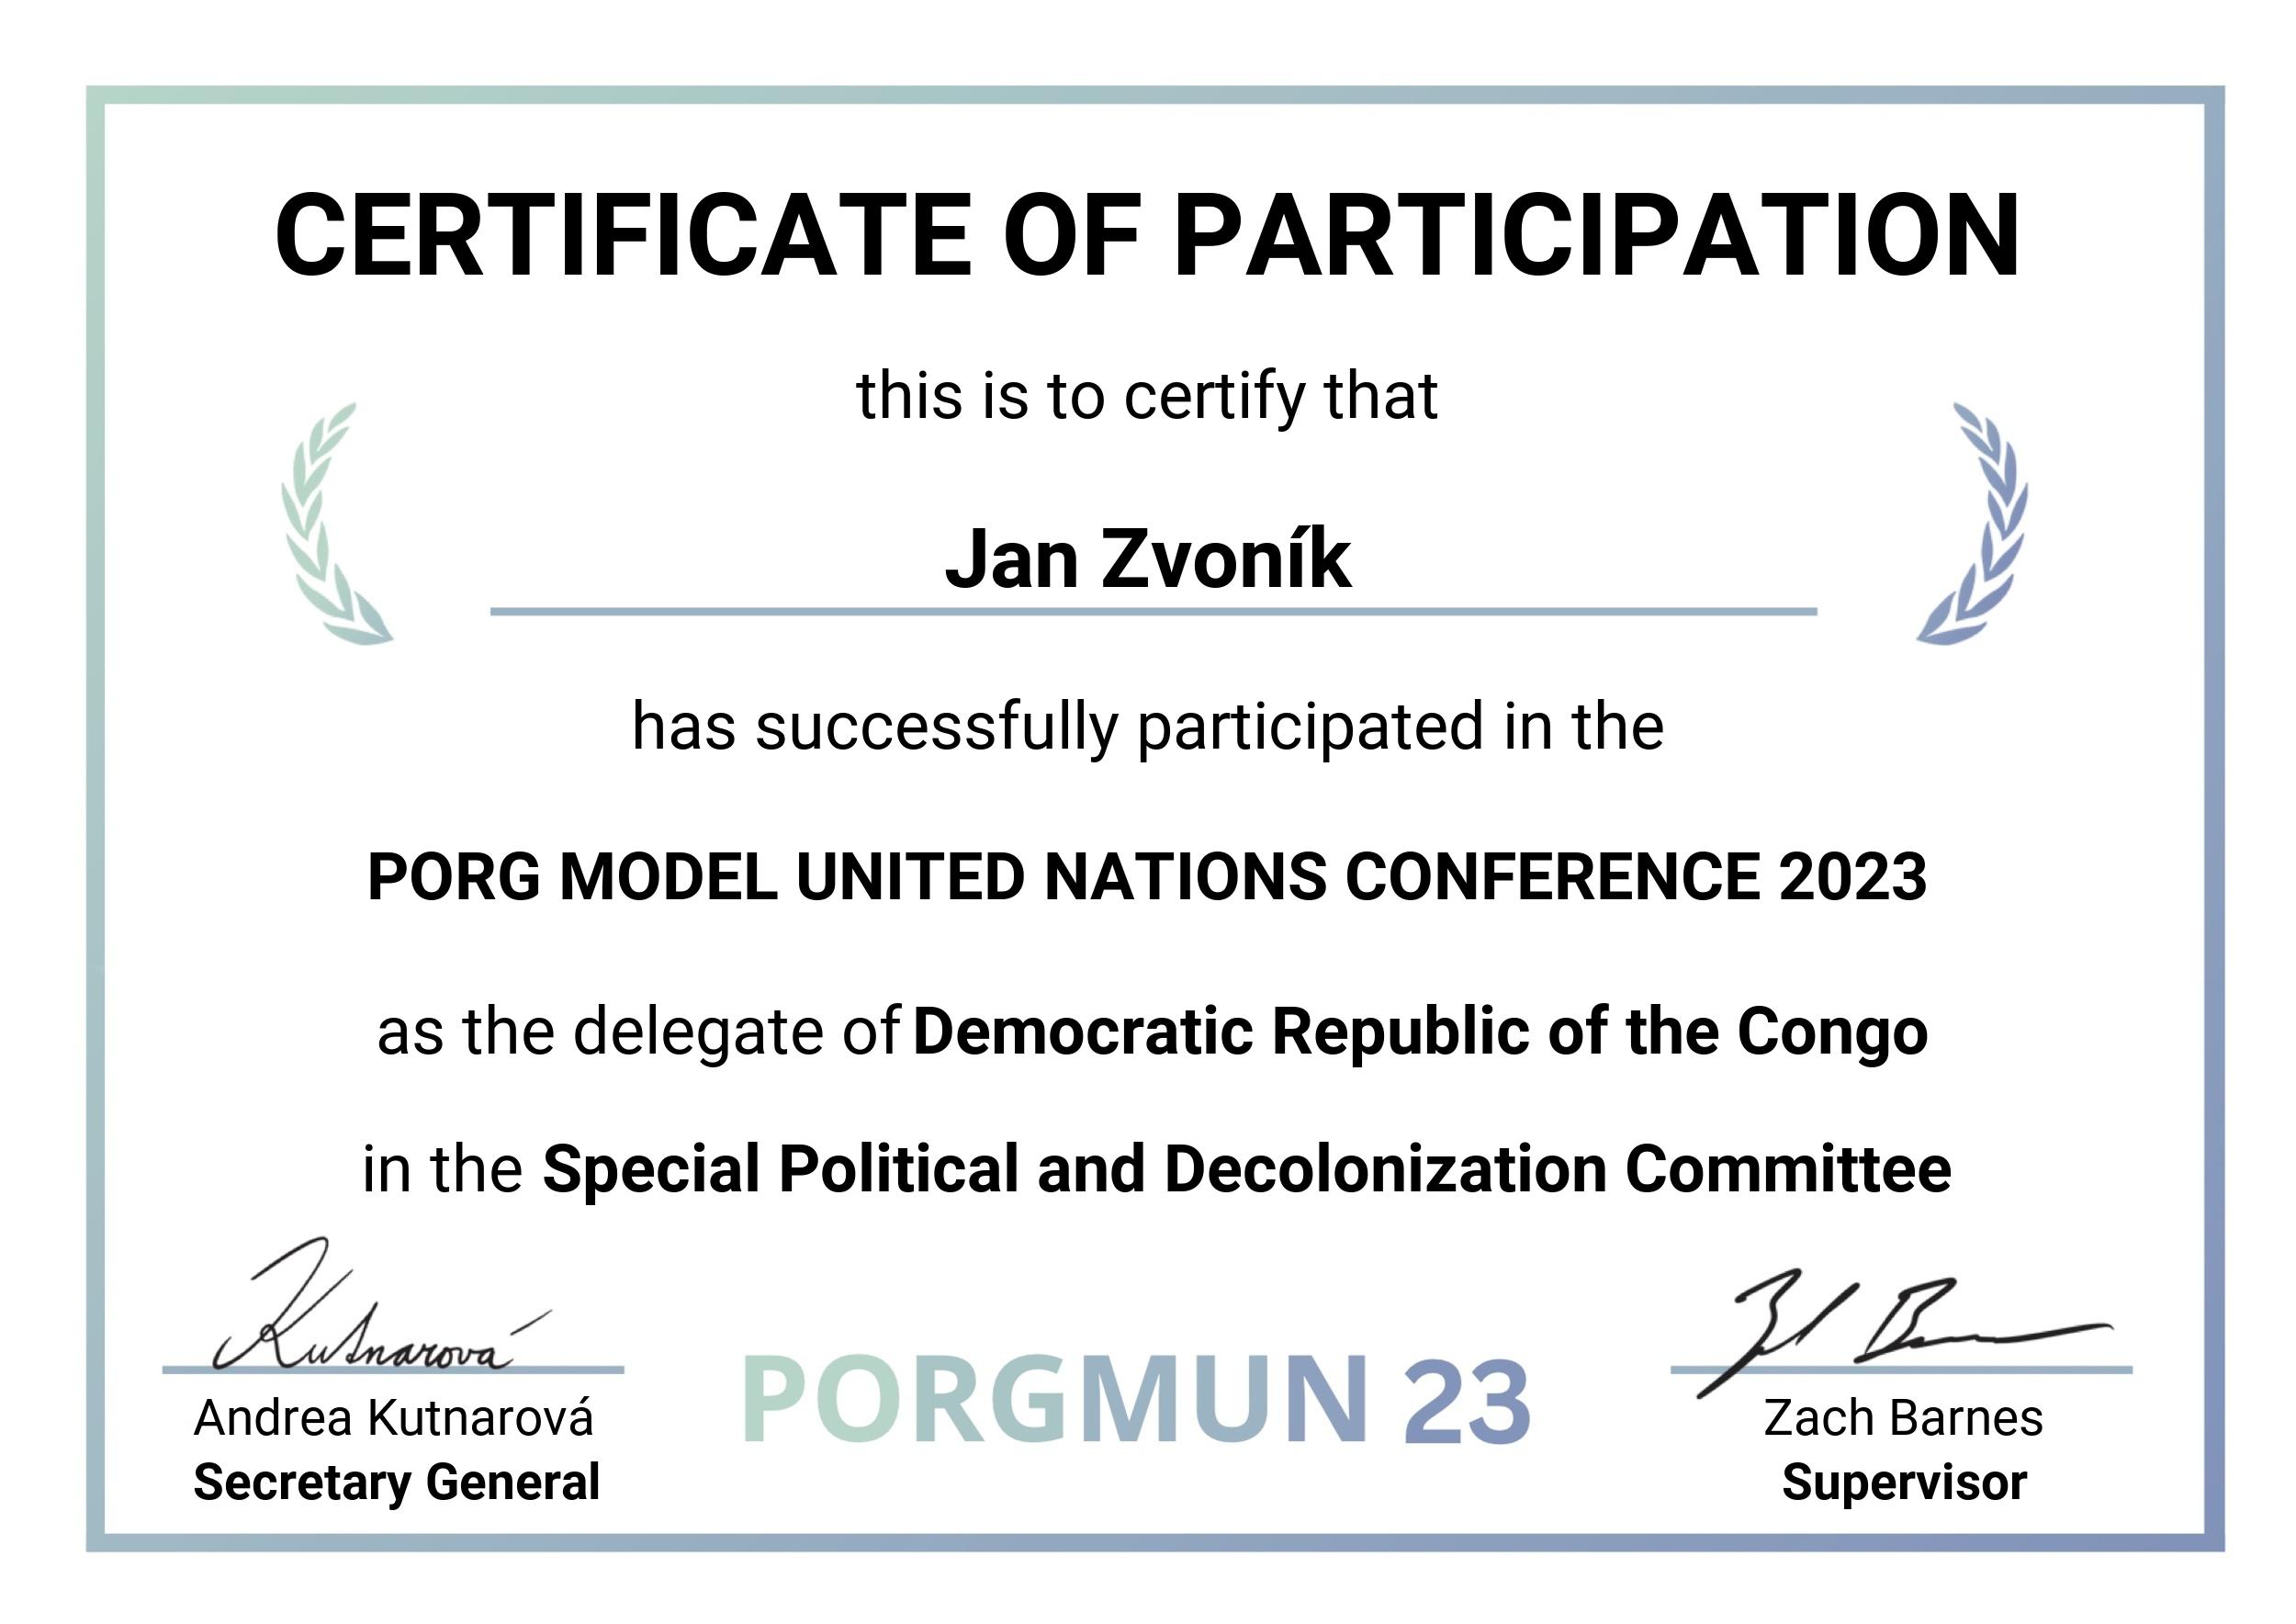 CERTIFICATE OF PARTICIPATION
this is to certify that
Jan Zvoník
has successfully participated in the
PORG MODEL UNITED NATIONS CONFERENCE 2023
as the delegate of Democratic Republic of the Congo
in the Special Political and Decolonization Committee
Kutnarová
Andrea Kutnarová
Secretary General
PORGMUN 23
Zach Barnes
Supervisor